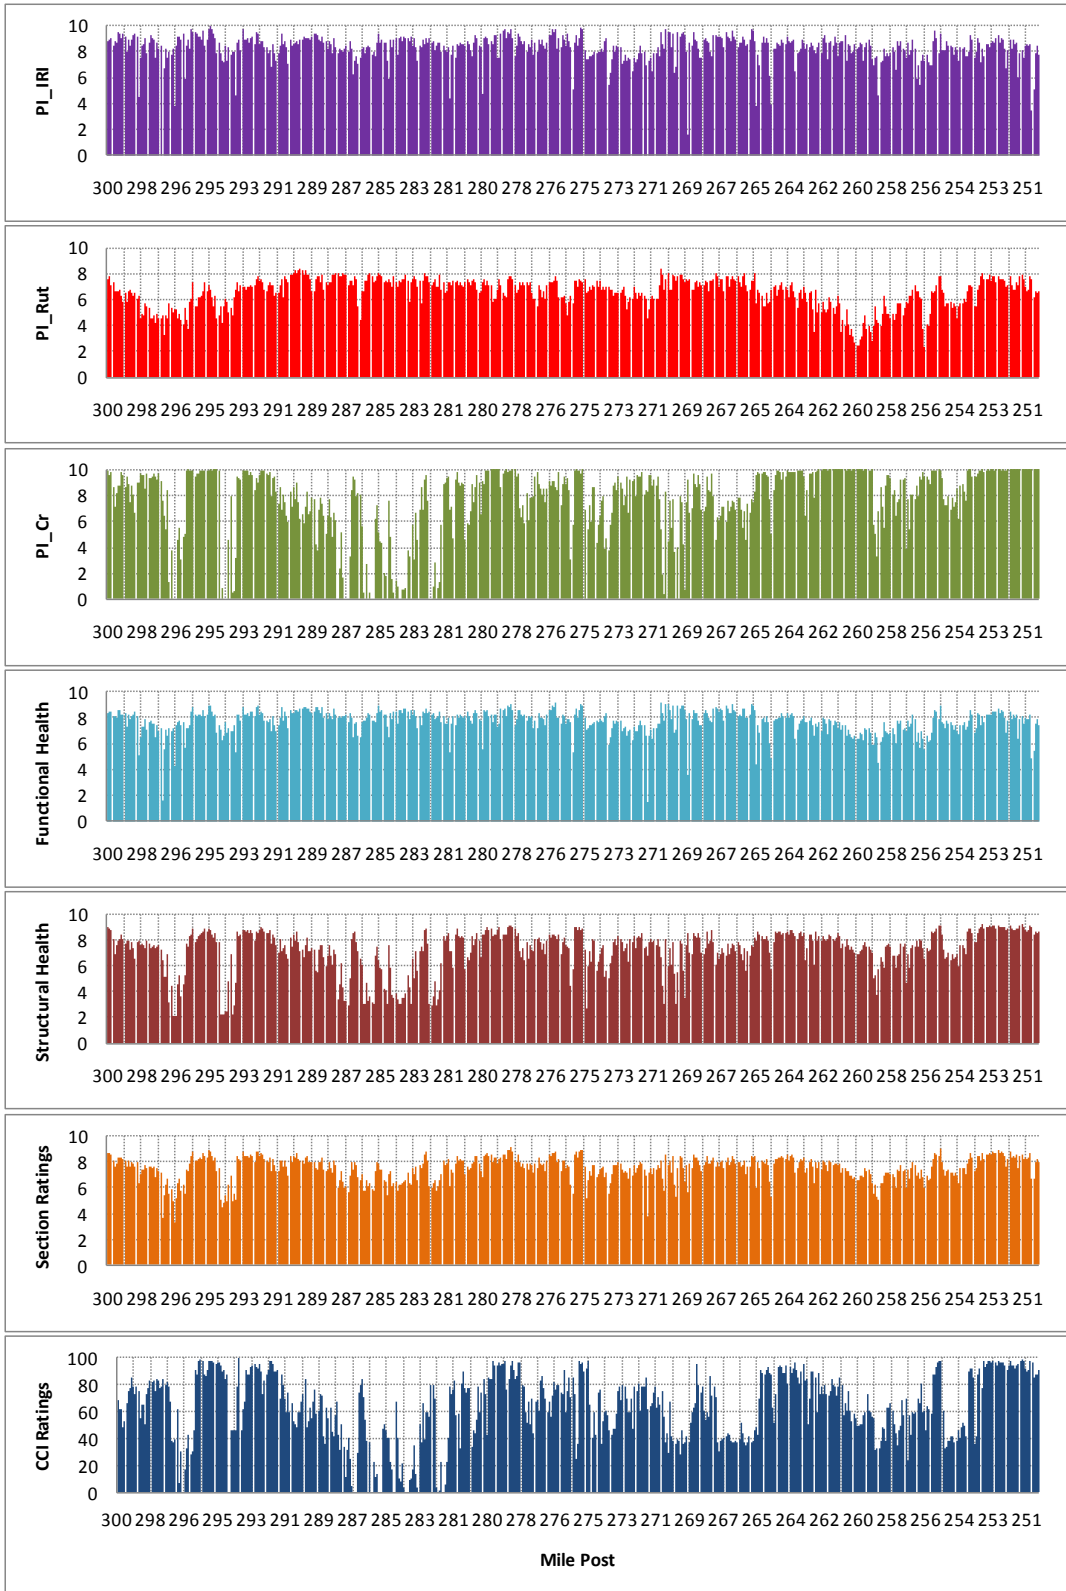 PI_IRI
10
8
6
4
2
0
300 298 296 295 293 291 289 287 285 283 281 280 278 276 275 273 271 269 267 265 264 262 260 258 256 254 253 251
PI_Rut
10
8
6
4
2
0
300 298 296 295 293 291 289 287 285 283 281 280 278 276 275 273 271 269 267 265 264 262 260 258 256 254 253 251
PI_Cr
10
8
6
4
2
0
300 298 296 295 293 291 289 287 285 283 281 280 278 276 275 273 271 269 267 265 264 262 260 258 256 254 253 251
Functional Health
10
8
6
4
2
0
300 298 296 295 293 291 289 287 285 283 281 280 278 276 275 273 271 269 267 265 264 262 260 258 256 254 253 251
Structural Health
10
8
6
4
2
0
300 298 296 295 293 291 289 287 285 283 281 280 278 276 275 273 271 269 267 265 264 262 260 258 256 254 253 251
Section Ratings
10
8
6
4
2
0
300 298 296 295 293 291 289 287 285 283 281 280 278 276 275 273 271 269 267 265 264 262 260 258 256 254 253 251
CCI Ratings
100
80
60
40
20
0
300 298 296 295 293 291 289 287 285 283 281 280 278 276 275 273 271 269 267 265 264 262 260 258 256 254 253 251
Mile Post